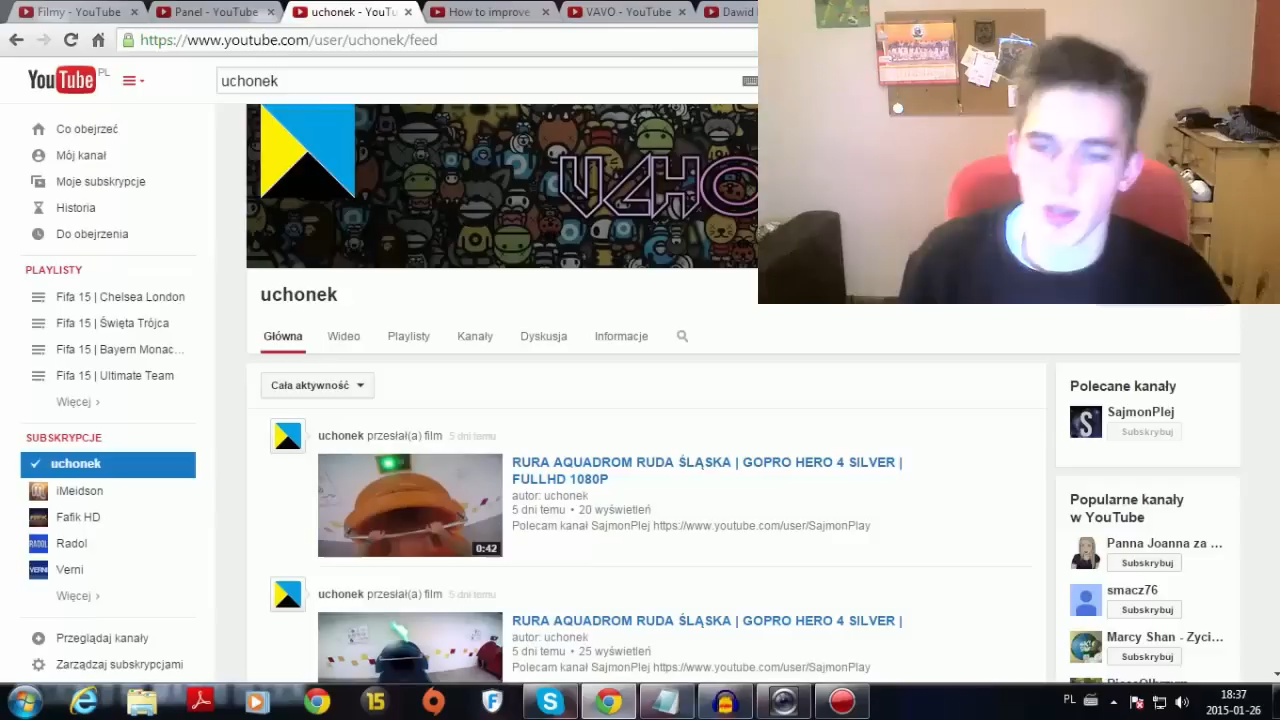 Filmy - YouTube
Panel - YouTube
uchonek - YouTu
How to improve
VAVO - YouTube
Dawid
https://www.youtube.com/user/uchonek/feed
YouTube PL
uchonek
Co obejrzeć
Mój kanał
Moje subskrypcje
Historia
Do obejrzenia
PLAYLISTY
Fifa 15 | Chelsea London
Fifa 15 | Święta Trójca
Fifa 15 | Bayern Monac...
Fifa 15 | Ultimate Team
Więcej ›
SUBSKRYPCJE
uchonek
iMeidson
Fafik HD
RADOL
Radol
Verni
Więcej ›
Przeglądaj kanały
Zarządzaj subskrypcjami
UCHO
uchonek
Główna
Wideo
Playlisty
Kanały
Dyskusja
Informacje
Cała aktywność
uchonek przesłał(a) film 5 dni temu
0:42
RURA AQUADROM RUDA ŚLĄSKA | GOPRO HERO 4 SILVER |
FULLHD 1080P
autor: uchonek
5 dni temu • 20 wyświetleń
Polecam kanał SajmonPlej https://www.youtube.com/user/SajmonPlay
uchonek przesłał(a) film 5 dni temu
RURA AQUADROM RUDA ŚLĄSKA | GOPRO HERO 4 SILVER |
autor: uchonek
5 dni temu • 25 wyświetleń
Polecam kanał SajmonPlej https://www.youtube.com/user/SajmonPlay
Polecane kanały
S
SajmonPlej
Subskrybuj
Popularne kanały
w YouTube
Panna Joanna za ...
Subskrybuj
smacz76
Subskrybuj
Marcy Shan - Zyci...
Subskrybuj
15
PL
18:37
2015-01-26